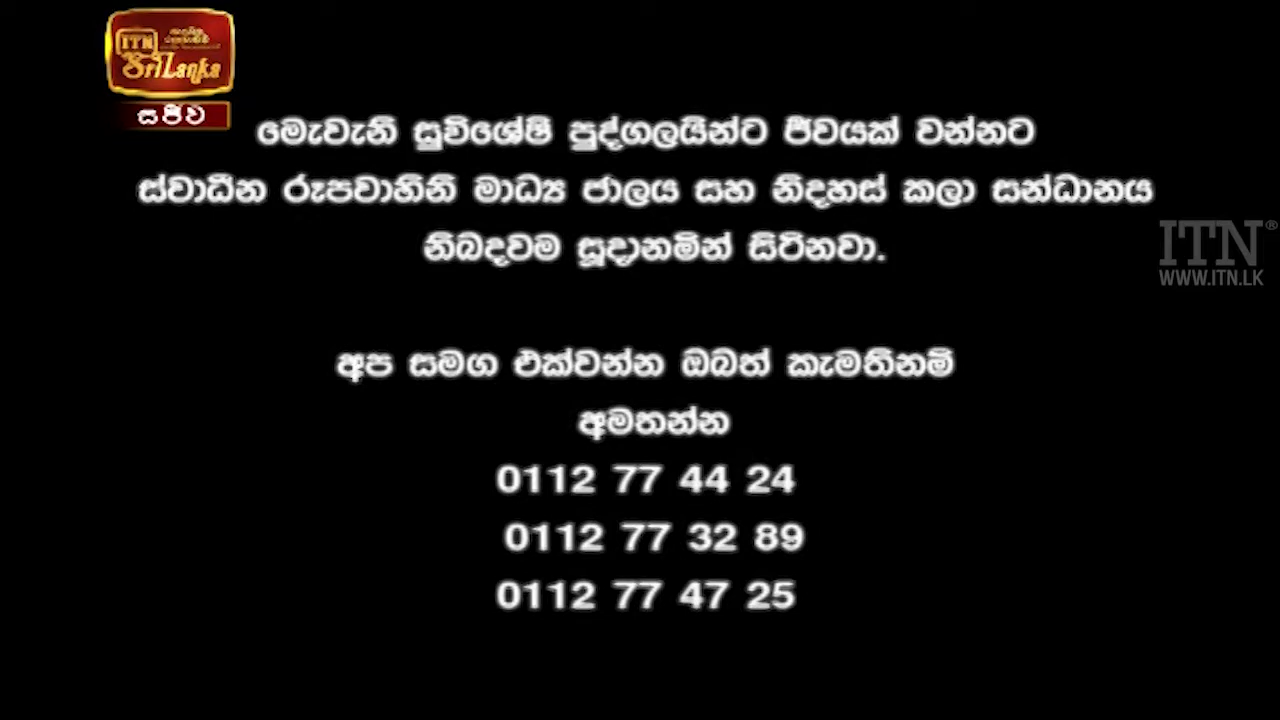 ITN
Sri Lanka
සජීව
මෙැවැනි සුවිශේෂි පුද්ගලයින්ට ජීවයක් වන්නට
ස්වාධීන රූපවාහිනී මාධ්‍ය ජාලය සහ නිදහස් කලා සන්ධානය
නිබදවම සූදානමින් සිටිනවා.
ITN®
WWW.ITN.LK
අප සමග එක්වන්න ඔබත් කැමතිනම්
අමතන්න
0112 77 44 24
0112 77 32 89
0112 77 47 25